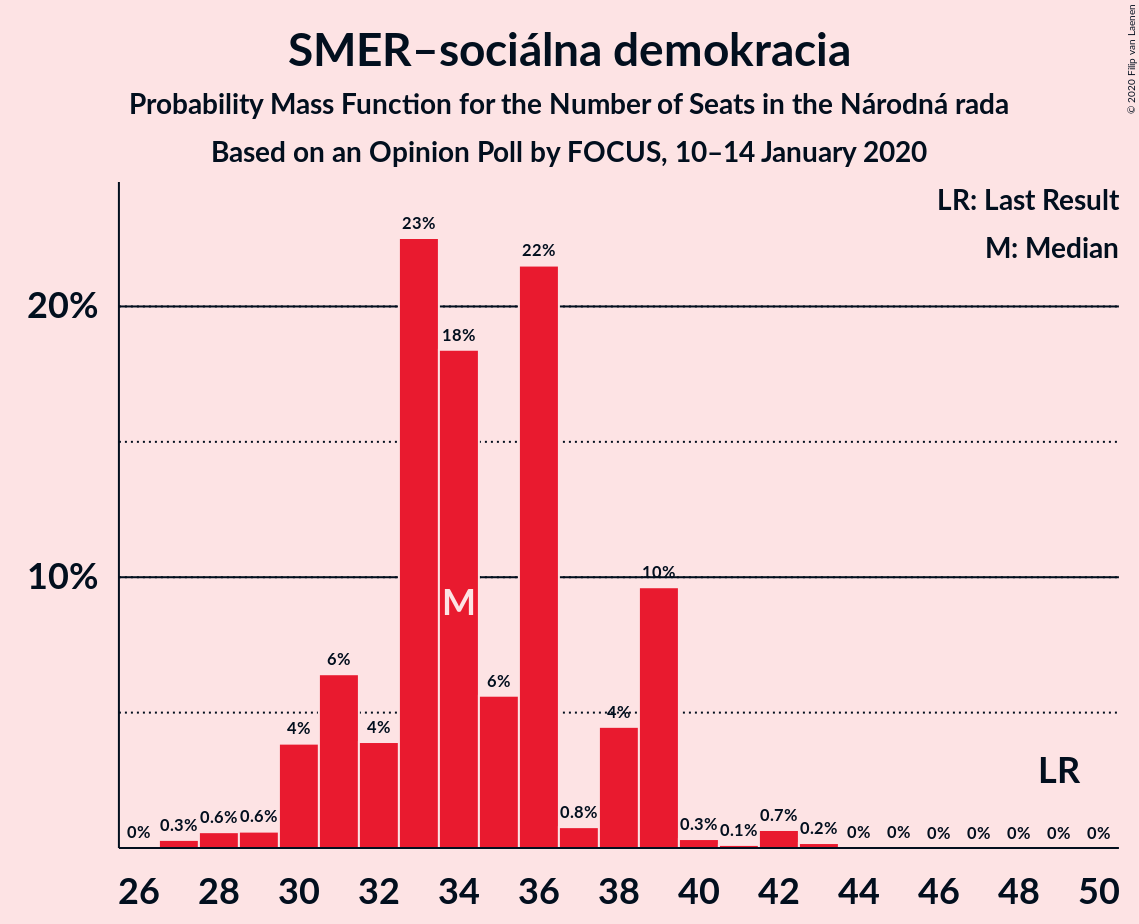 SMER–sociálna demokracia
Probability Mass Function for the Number of Seats in the Národná rada
Based on an Opinion Poll by FOCUS, 10–14 January 2020
© 2020 Filip van Laenen
LR: Last Result
M: Median
20%
10%
0% 0.3% 0.6% 0.6% 4% 6% 4% 23% 18% 6% 22% 0.8% 4% 10% 0.3% 0.1% 0.7% 0.2% 0% 0% 0% 0% 0% 0% 0%
M
LR
26 28 30 32 34 36 38 40 42 44 46 48 50